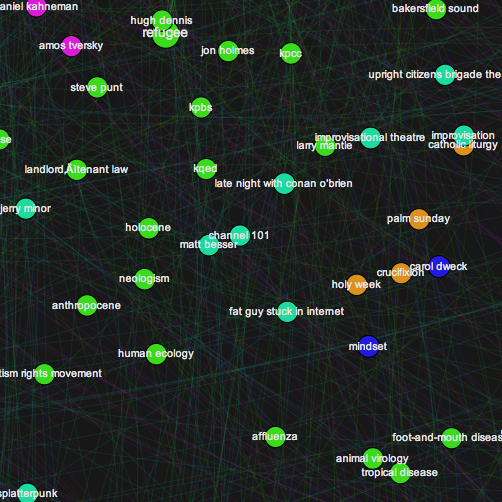 aniel kahneman
bakersfield sound
hugh dennis
refugee
amos tversky
jon holmes
kpcc
upright citizens brigade the
steve punt
kpbs
se
improvisational theatre
improvisation
larry mantle
catholic liturgy
landlord‚Äìtenant law
kqed
late night with conan o'brien
jerry minor
palm sunday
holocene
channel 101
matt besser
carol dweck
crucifixion
neologism
holy week
anthropocene
fat guy stuck in internet
mindset
human ecology
tism rights movement
affluenza
foot-and-mouth diseas
animal virology
tropical disease
splatterpunk